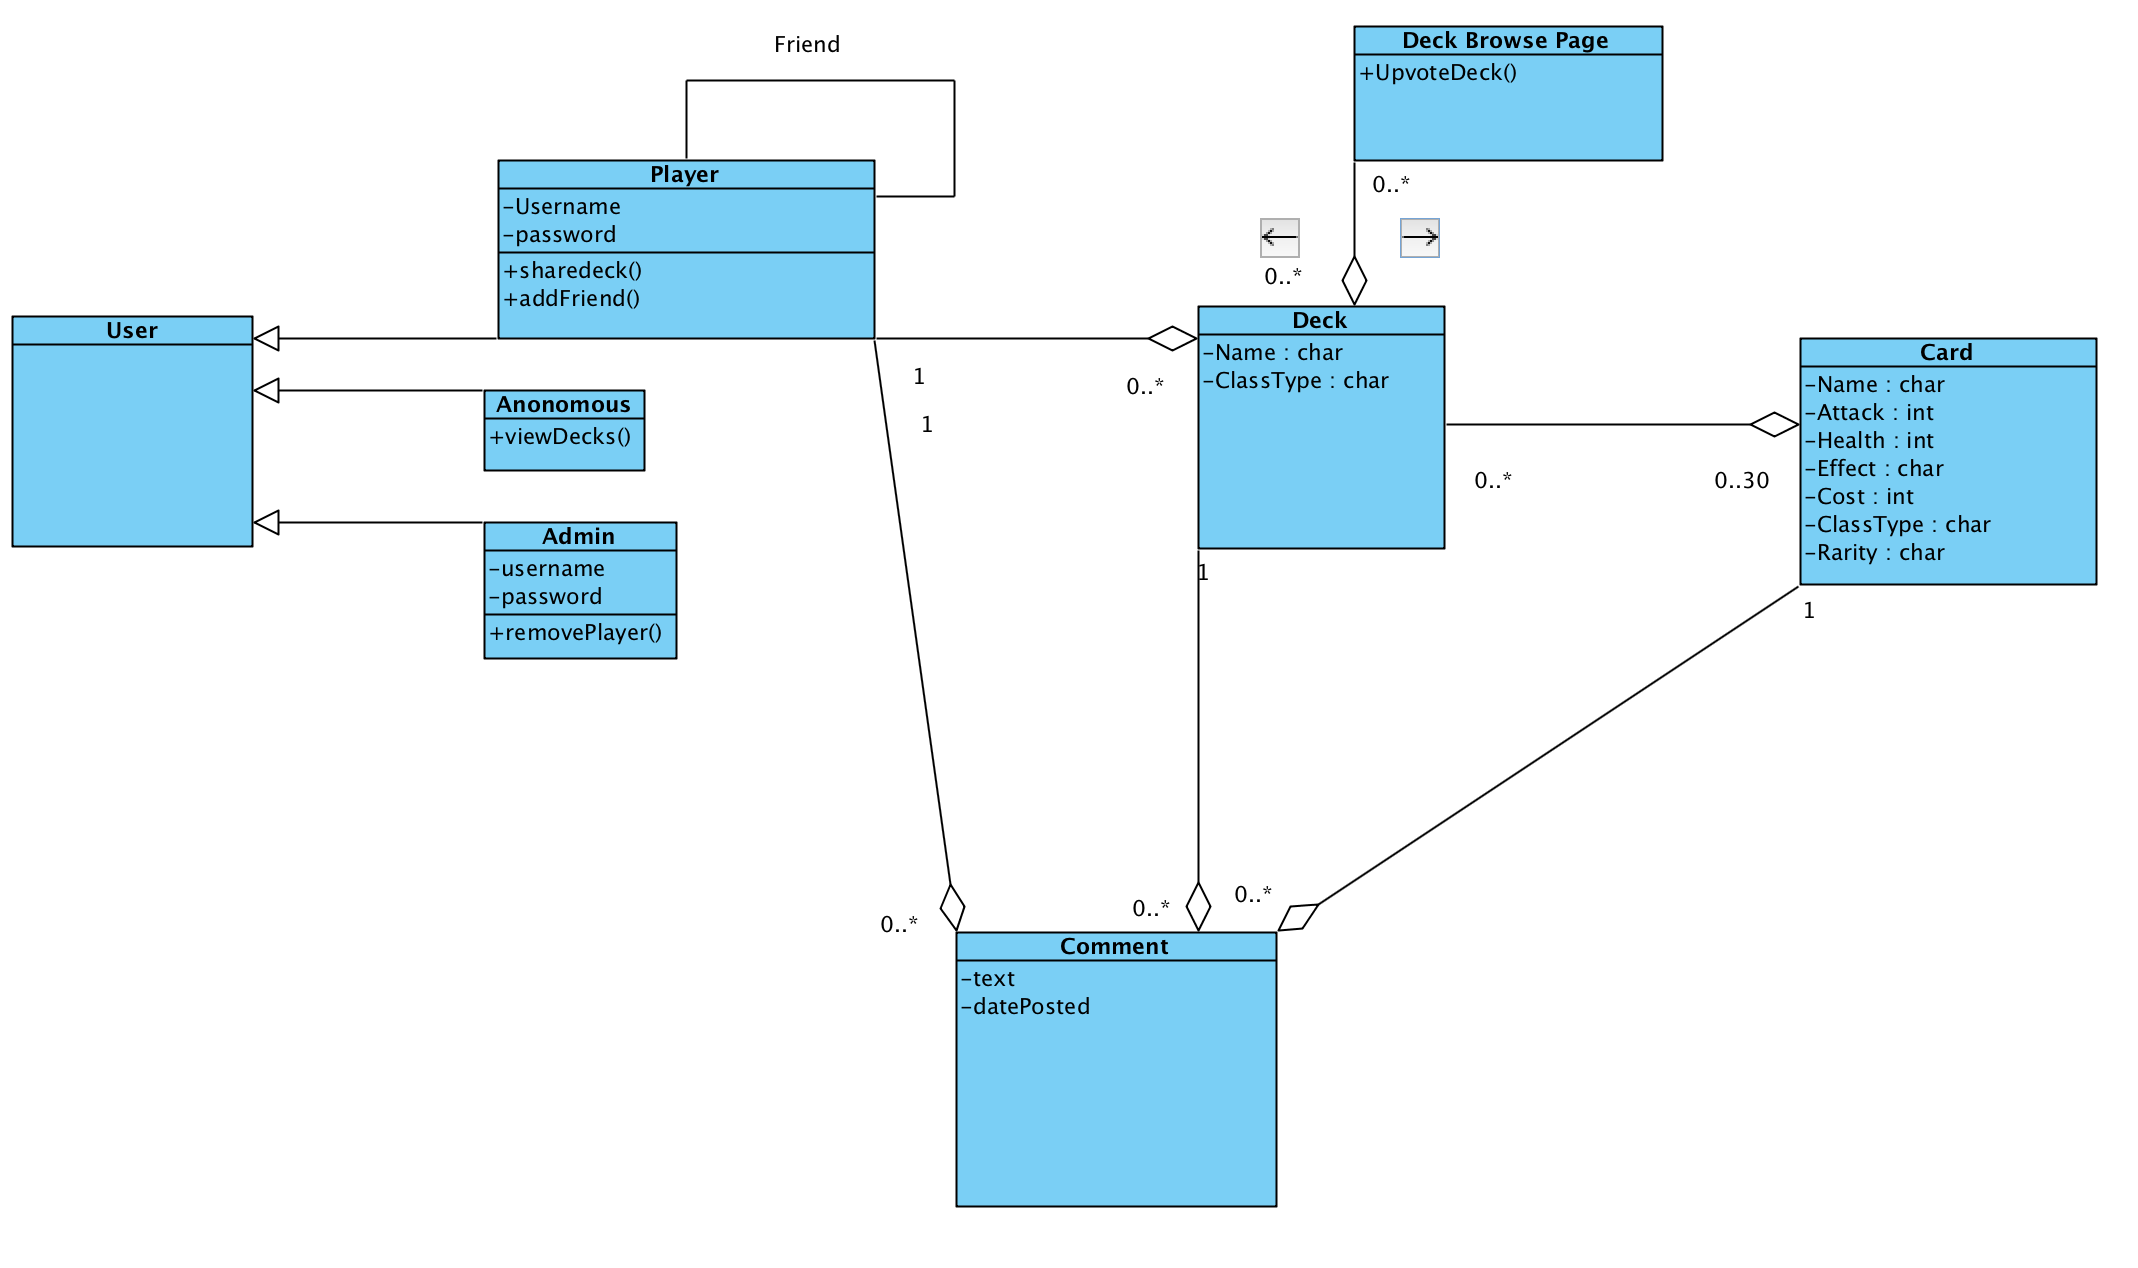 Friend
Deck Browse Page
+UpvoteDeck()
Player
-Username
-password
+sharedeck()
+addFriend()
0..*
0..*
User
Deck
-Name : char
-ClassType : char
1
0..*
1
Card
-Name : char
-Attack : int
-Health : int
-Effect : char
-Cost : int
-ClassType : char
-Rarity : char
Anonomous
+viewDecks()
0..*
0..30
Admin
-username
-password
+removePlayer()
1
1
0..*
0..*
0..*
Comment
-text
-datePosted